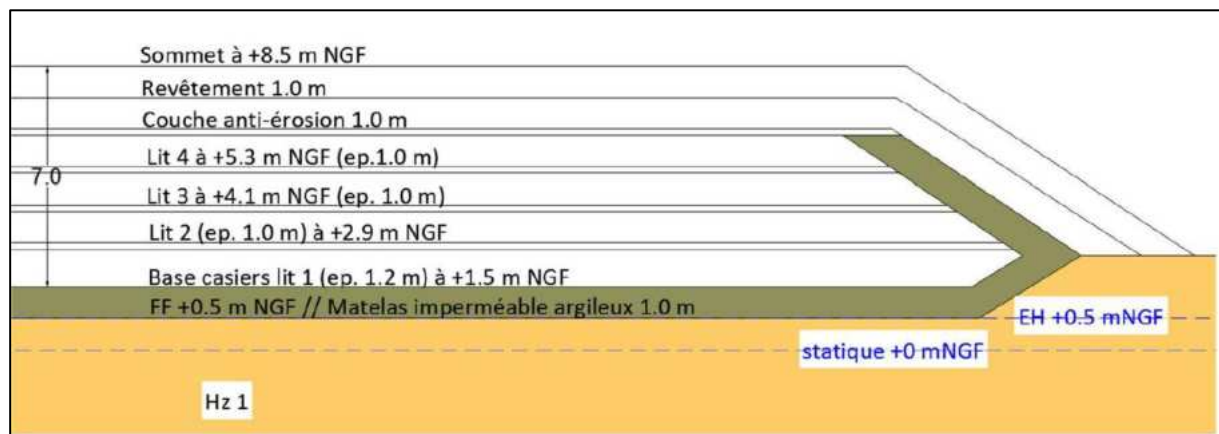 Sommet à +8.5 m NGF
Revêtement 1.0 m
Couche anti-érosion 1.0 m
Lit 4 à +5.3 m NGF (ep.1.0 m)
7.0
Lit 3 à +4.1 m NGF (ep. 1.0 m)
Lit 2 (ep. 1.0 m) à +2.9 m NGF
Base casiers lit 1 (ep. 1.2 m) à +1.5 m NGF
FF +0.5 m NGF // Matelas imperméable argileux 1.0 m
EH +0.5 mNGF
statique +0 mNGF
Hz 1